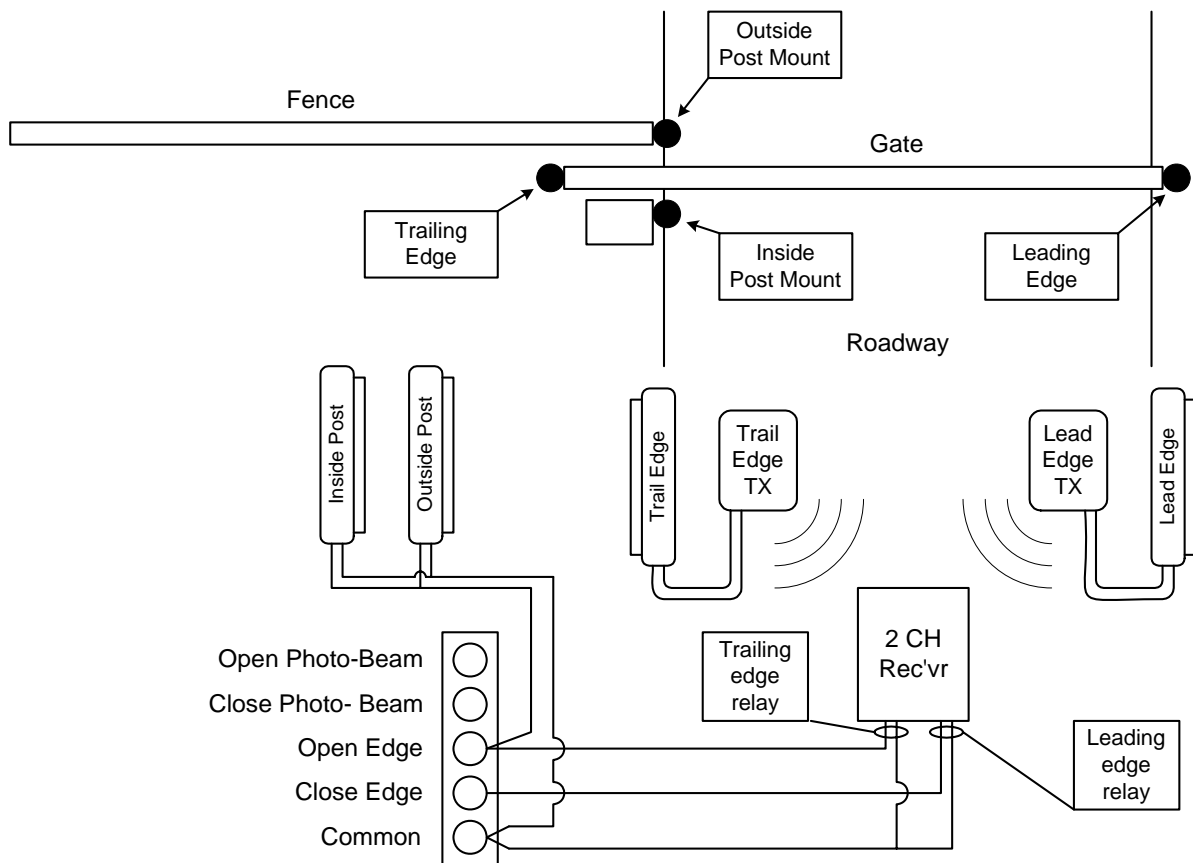 Outside
Post Mount
Fence
Gate
Trailing
Edge
Inside
Post Mount
Leading
Edge
Roadway
Inside Post
Outside Post
Trail Edge
Trail
Edge
TX
Lead
Edge
TX
Lead Edge
Open Photo-Beam
Close Photo- Beam
Open Edge
Close Edge
Common
Trailing
edge
relay
2 CH
Rec'vr
Leading
edge
relay